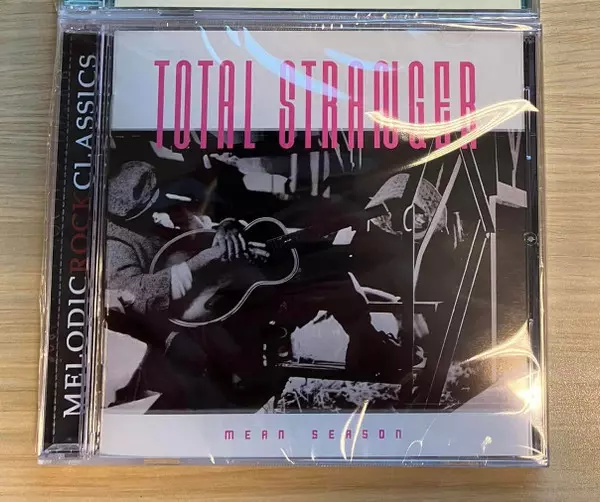 TOTAL STRANGER
MELODICROCKCLASSICS
MEAN SEASON